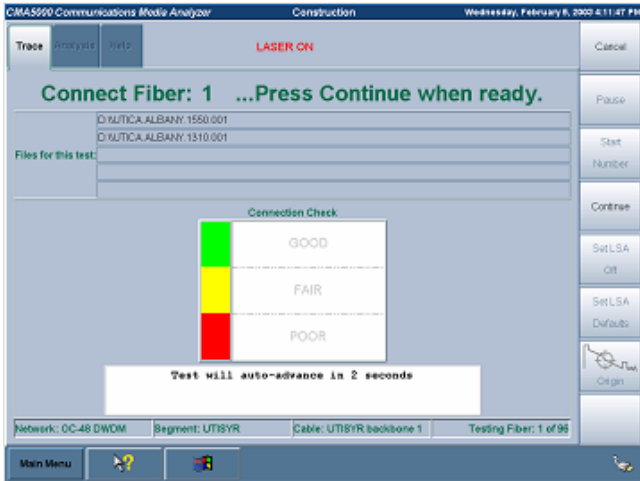 CMA5000 Communications Media Analyzer Construction Wednesday, February 6, 2003 4:11:47 PM
Trace Analysis Help LASER ON Cancel
Connect Fiber: 1 ...Press Continue when ready.
Pause
Files for this test:
D:\UTICA.ALBANY.1550.001
D:\UTICA.ALBANY.1310.001
Start
Number
Continue
Connection Check
GOOD
FAIR
POOR
Set LSA
Off
Set LSA
Defaults
Origin
Test will auto-advance in 2 seconds
Network: OC-48 DWDM Segment: UTISYR Cable: UTISYR backbone 1 Testing Fiber: 1 of 96
Main Menu